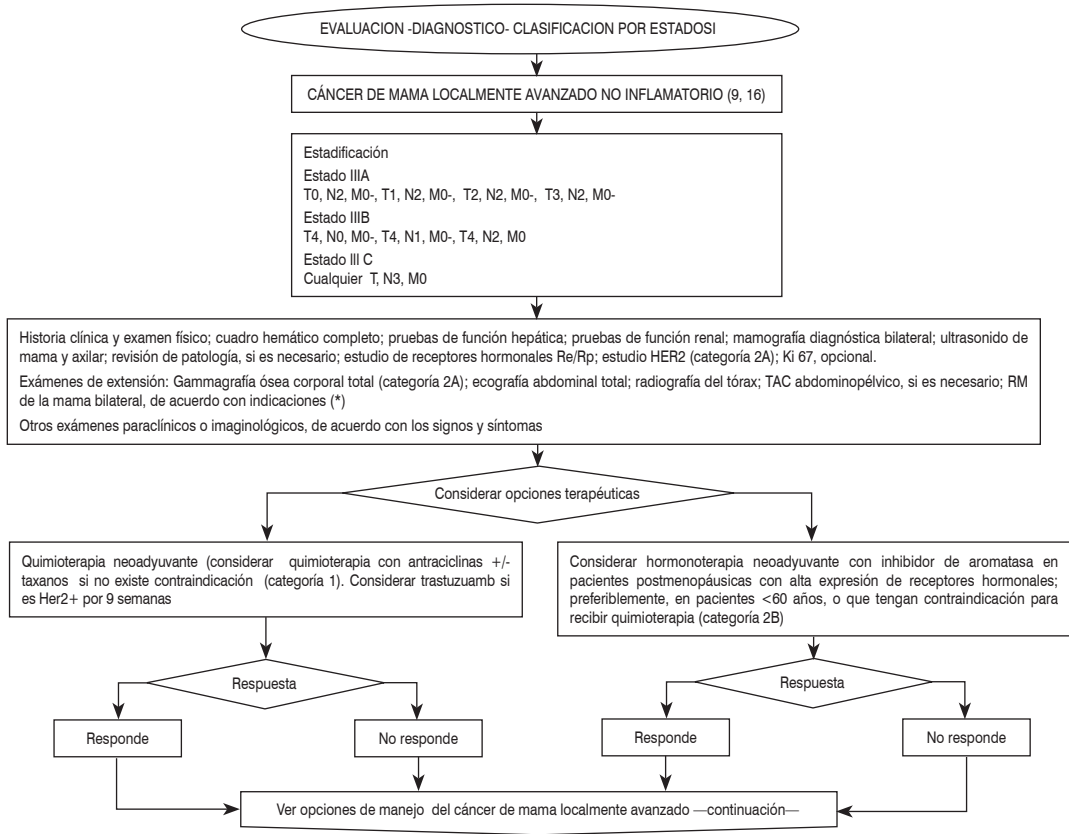 EVALUACION -DIAGNOSTICO- CLASIFICACION POR ESTADOSI
CÁNCER DE MAMA LOCALMENTE AVANZADO NO INFLAMATORIO (9, 16)
Estadificación
Estado IIIA
T0, N2, M0-, T1, N2, M0-, T2, N2, M0-, T3, N2, M0-
Estado IIIB
T4, N0, M0-, T4, N1, M0-, T4, N2, M0
Estado III C
Cualquier T, N3, M0
Historia clínica y examen físico; cuadro hemático completo; pruebas de función hepática; pruebas de función renal; mamografía diagnóstica bilateral; ultrasonido de
mama y axilar; revisión de patología, si es necesario; estudio de receptores hormonales Re/Rp; estudio HER2 (categoría 2A); Ki 67, opcional.
Exámenes de extensión: Gammagrafía ósea corporal total (categoría 2A); ecografía abdominal total; radiografía del tórax; TAC abdominopélvico, si es necesario; RM
de la mama bilateral, de acuerdo con indicaciones (*)
Otros exámenes paraclínicos o imaginológicos, de acuerdo con los signos y síntomas
Considerar opciones terapéuticas
Quimioterapia neoadyuvante (considerar quimioterapia con antraciclinas +/-
taxanos si no existe contraindicación (categoría 1). Considerar trastuzuamb si
es Her2+ por 9 semanas
Considerar hormonoterapia neoadyuvante con inhibidor de aromatasa en
pacientes postmenopáusicas con alta expresión de receptores hormonales;
preferiblemente, en pacientes <60 años, o que tengan contraindicación para
recibir quimioterapia (categoría 2B)
Respuesta
Respuesta
Responde
No responde
Responde
No responde
Ver opciones de manejo del cáncer de mama localmente avanzado —continuación—